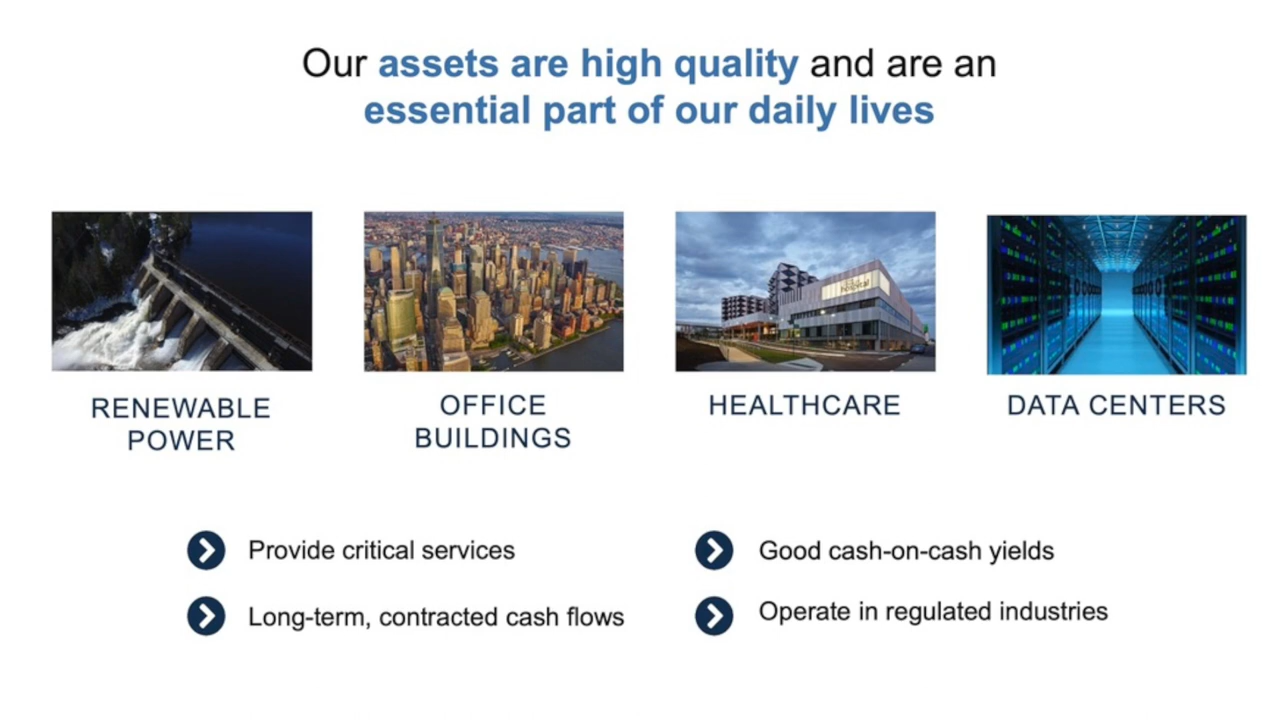 Our assets are high quality and are an
essential part of our daily lives
hospital
RENEWABLE
POWER
OFFICE
BUILDINGS
HEALTHCARE
DATA CENTERS
Provide critical services
Good cash-on-cash yields
Long-term, contracted cash flows
Operate in regulated industries